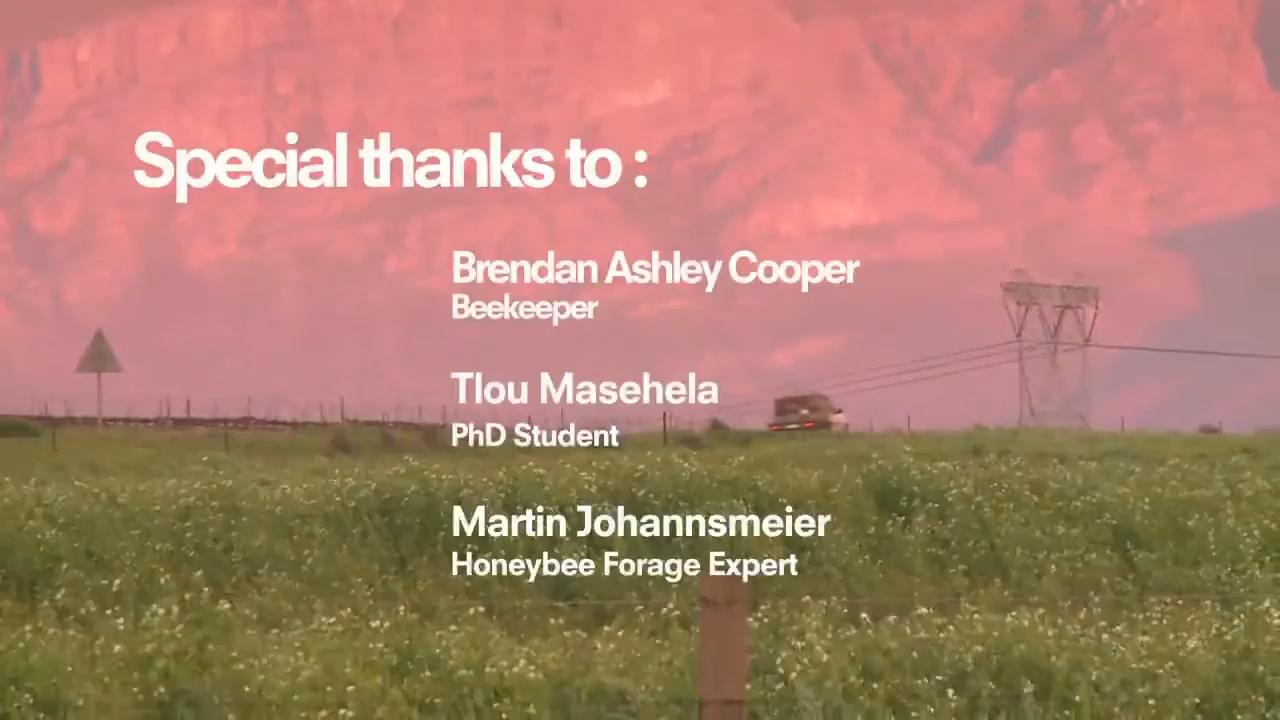 Special thanks to :
Brendan Ashley Cooper
Beekeeper
Tlou Masehela
PhD Student
Martin Johannsmeier
Honeybee Forage Expert